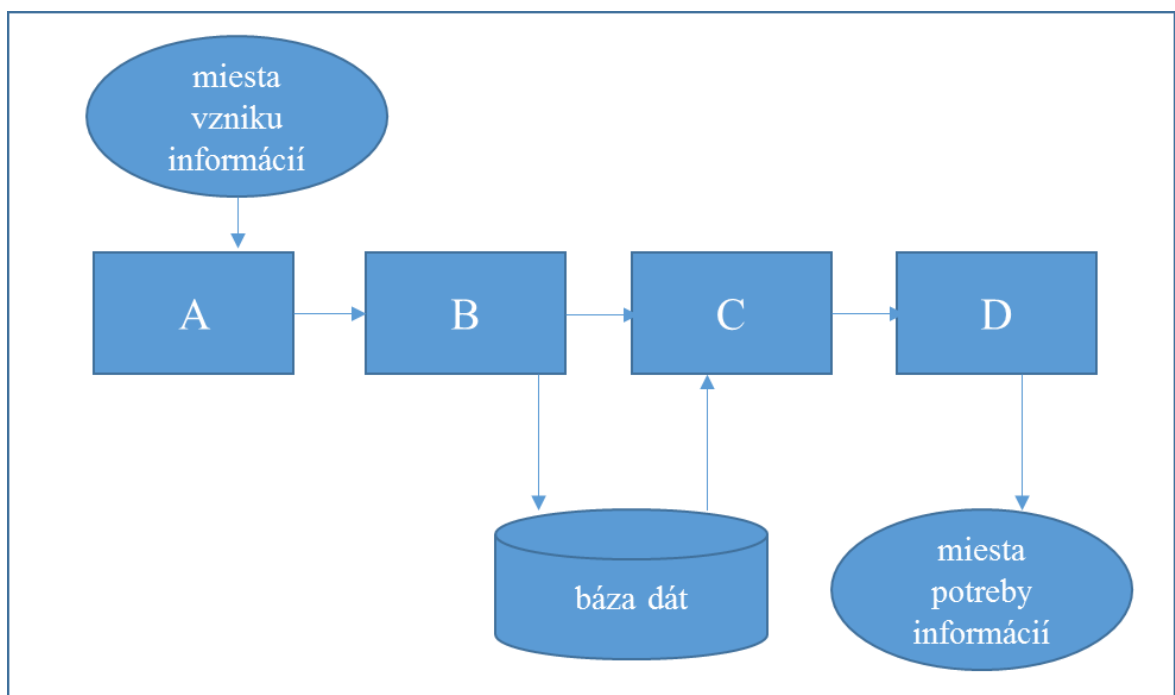 miesta
vzniku
informácií
A
B
C
D
báza dát
miesta
potreby
informácií